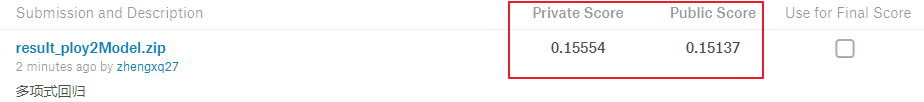 Submission and Description Private Score Public Score Use for Final Score
result_ploy2Model.zip 0.15554 0.15137
2 minutes ago by zhengxq27
多项式回归